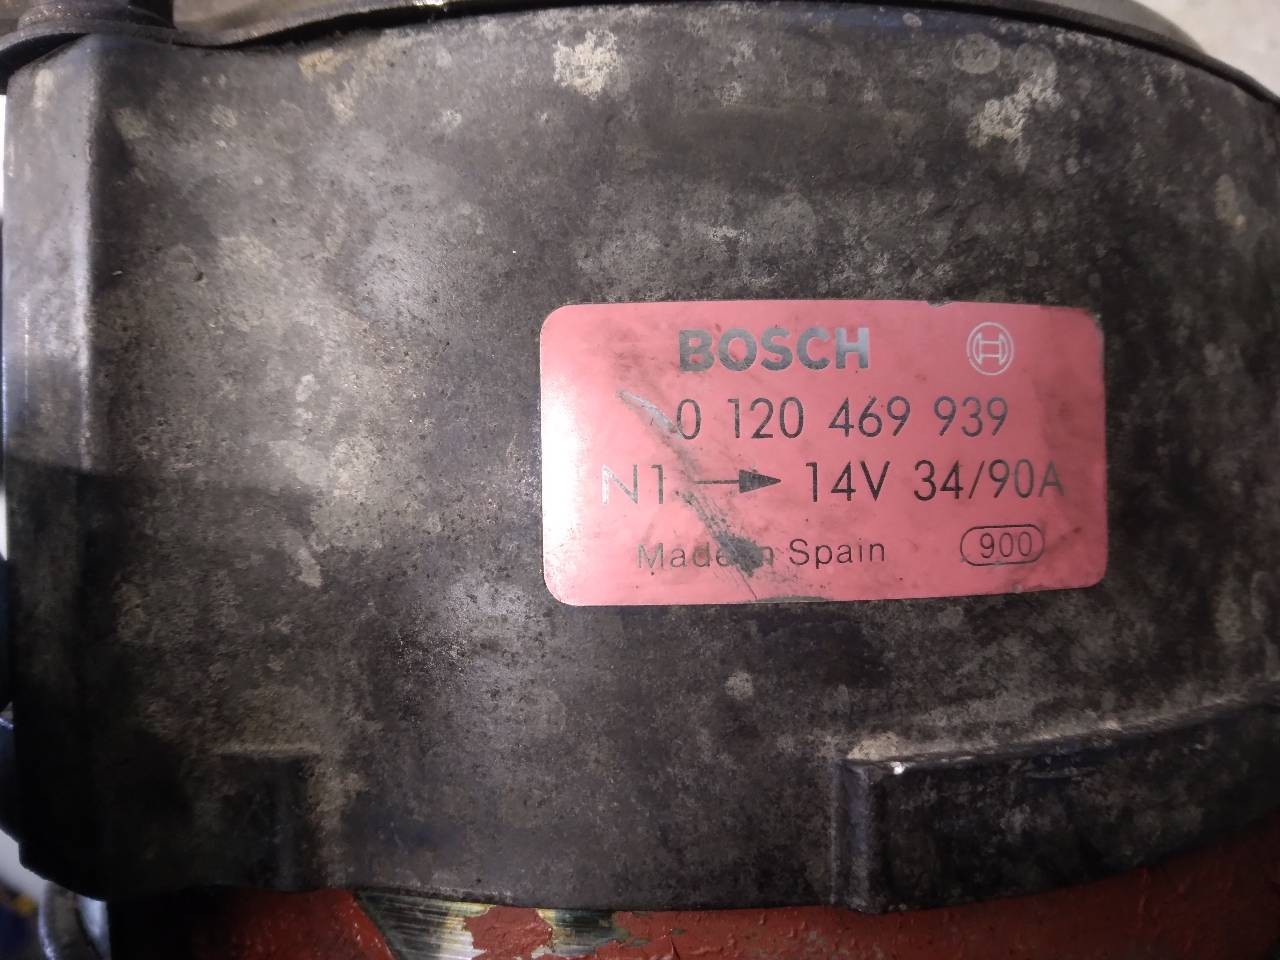 BOSCH
0 120 469 939
N1 → 14V 34/90A
Made in Spain 900